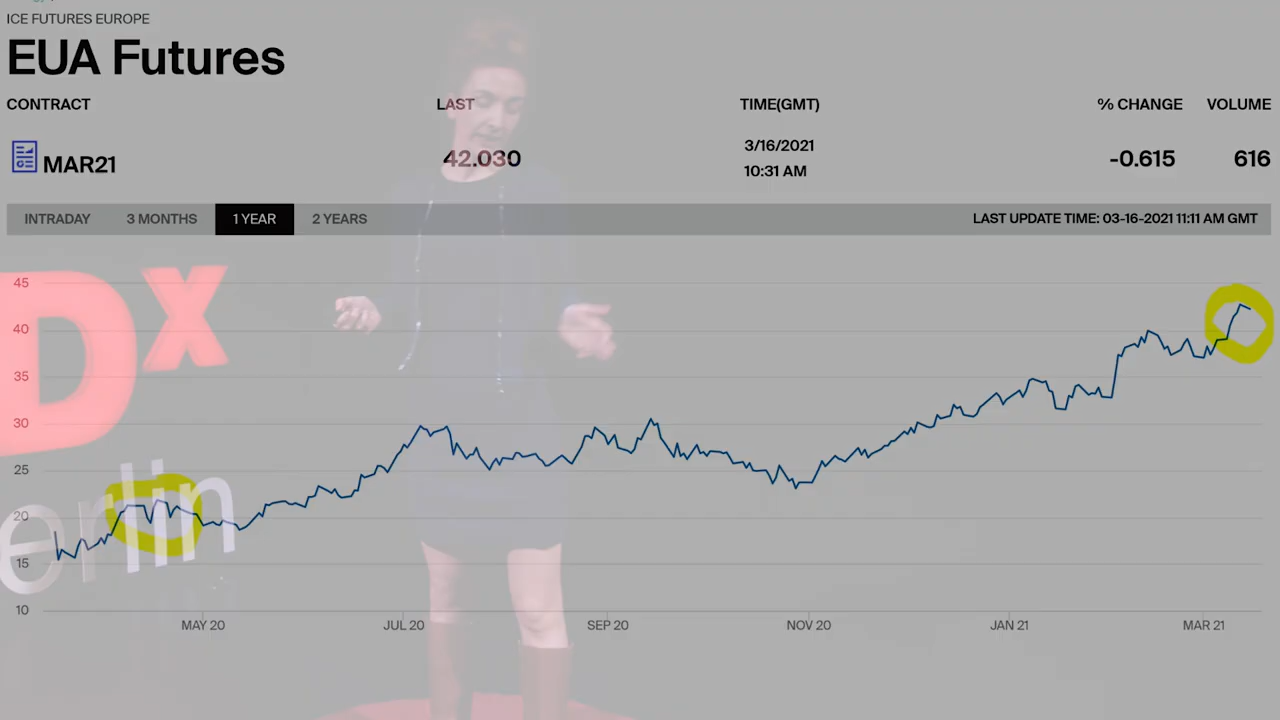 ICE FUTURES EUROPE
EUA Futures
CONTRACT LAST TIME(GMT) % CHANGE VOLUME
MAR21 42.030 3/16/2021 10:31 AM -0.615 616
INTRADAY 3 MONTHS 1 YEAR 2 YEARS LAST UPDATE TIME: 03-16-2021 11:11 AM GMT
45
40
35
30
25
20
15
10
MAY 20 JUL 20 SEP 20 NOV 20 JAN 21 MAR 21
Dx
erlin